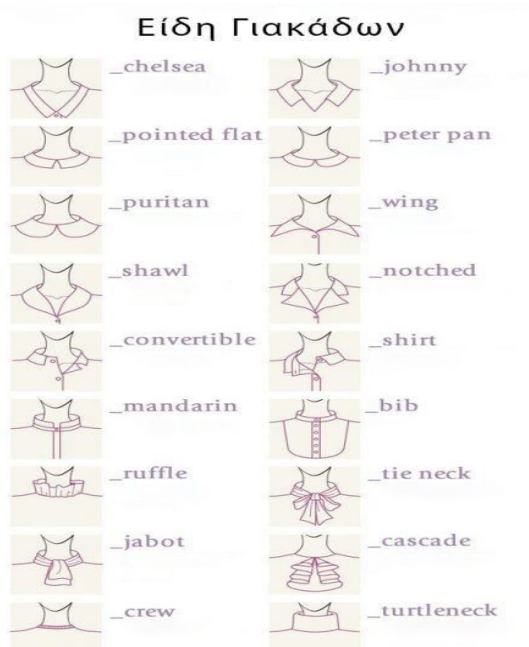 Είδη Γιακάδων
_chelsea
_johnny
_pointed flat
_peter pan
_puritan
_wing
_shawl
_notched
_convertible
_shirt
_mandarin
_bib
_ruffle
_tie neck
_jabot
_cascade
_crew
_turtleneck